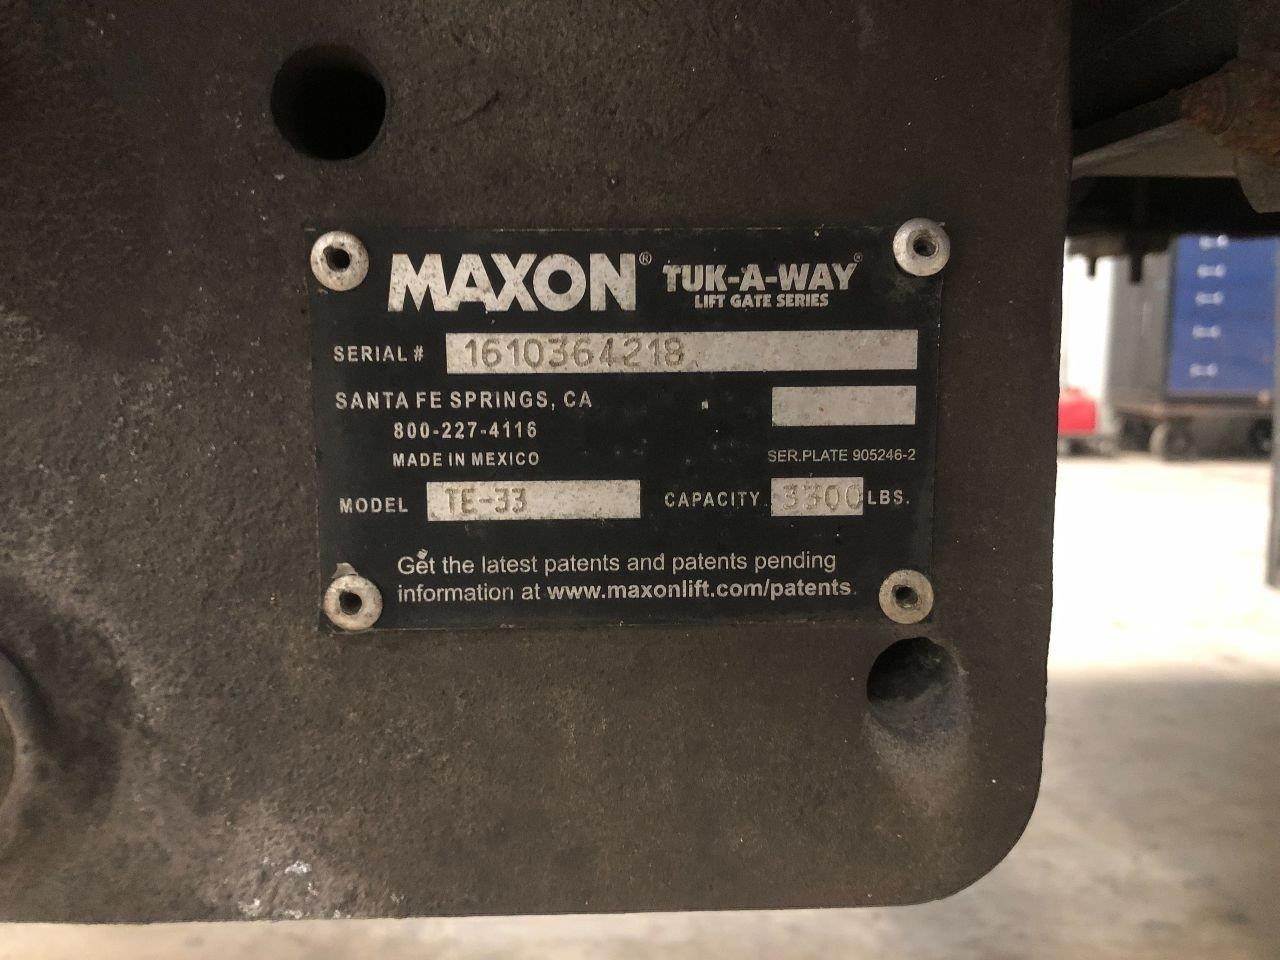 MAXON® TUK-A-WAY®
LIFT GATE SERIES
SERIAL # 1610364218
SANTA FE SPRINGS, CA
800-227-4116
MADE IN MEXICO
SER.PLATE 905246-2
MODEL TE-33 CAPACITY 3300 LBS.
Get the latest patents and patents pending
information at www.maxonlift.com/patents.